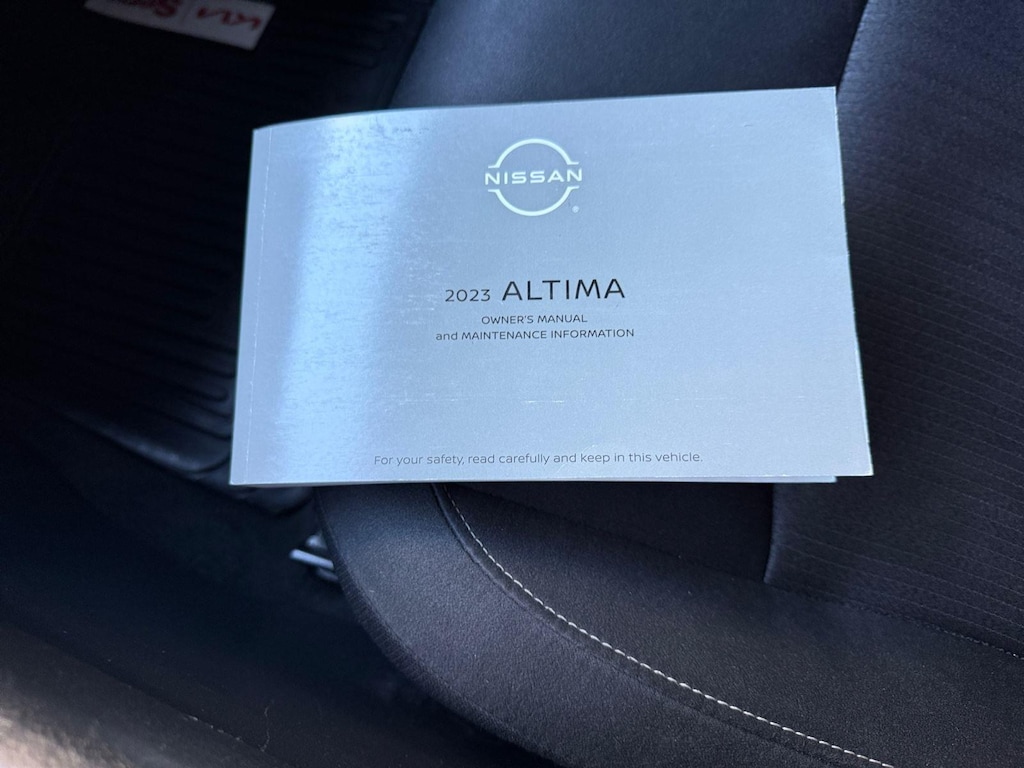 NISSAN
2023 ALTIMA
OWNER'S MANUAL
and MAINTENANCE INFORMATION
For your safety, read carefully and keep in this vehicle.